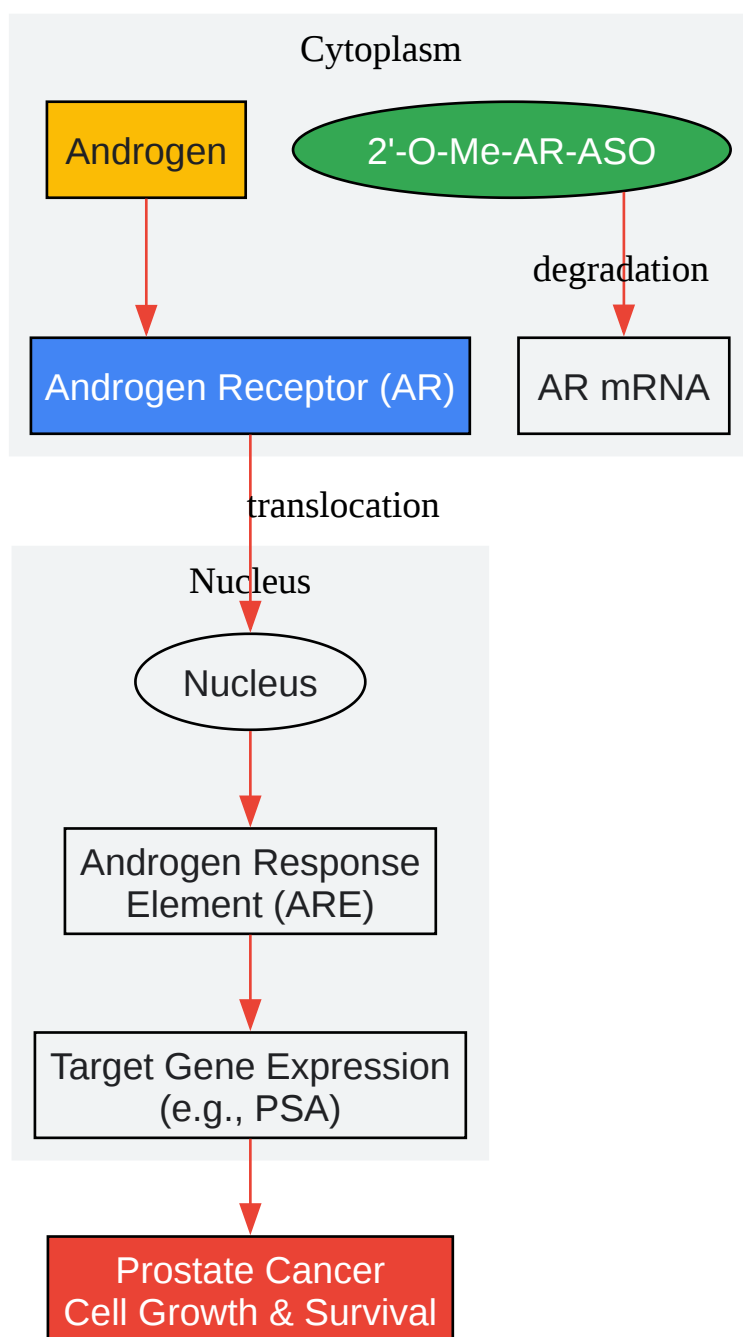 Cytoplasm
Androgen
2'-O-Me-AR-ASO
degradation
Androgen Receptor (AR)
AR mRNA
translocation
Nucleus
Nucleus
Androgen Response
Element (ARE)
Target Gene Expression
(e.g., PSA)
Prostate Cancer
Cell Growth & Survival